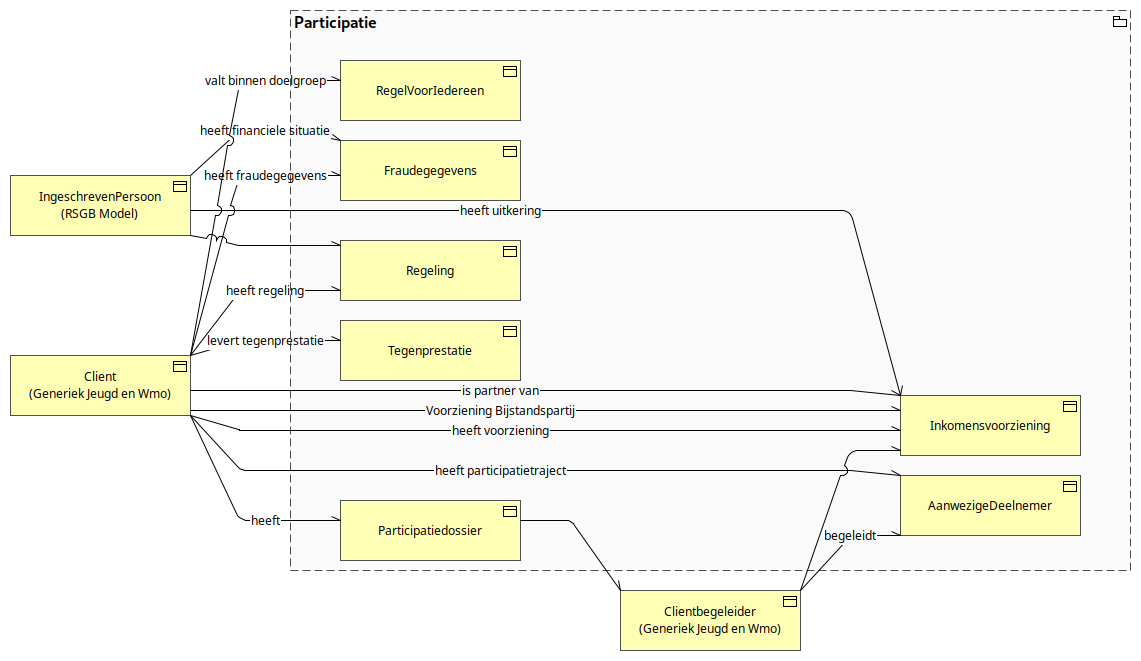 Participatie
valt binnen doelgroep
RegelVoorIedereen
heeft financiele situatie
Fraudegegevens
heeft fraudegegevens
IngeschrevenPersoon
(RSGB Model)
heeft uitkering
Regeling
heeft regeling
levert tegenprestatie
Tegenprestatie
Client
(Generiek Jeugd en Wmo)
is partner van
Voorziening Bijstandspartij
heeft voorziening
Inkomensvoorziening
heeft participatietraject
AanwezigeDeelnemer
heeft
Participatiedossier
begeleidt
Clientbegeleider
(Generiek Jeugd en Wmo)